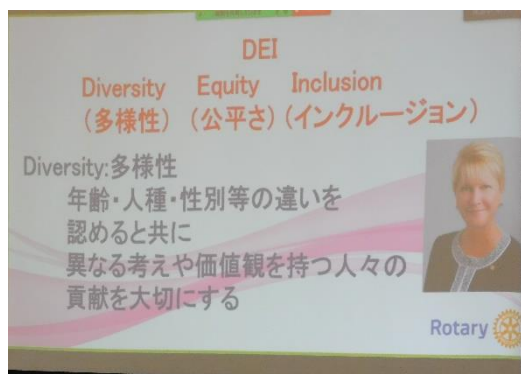 DEI
Diversity Equity Inclusion
(多様性) (公平さ) (インクルージョン)
Diversity:多様性
年齢・人種・性別等の違いを
認めると共に
異なる考えや価値観を持つ人々の
貢献を大切にする
Rotary